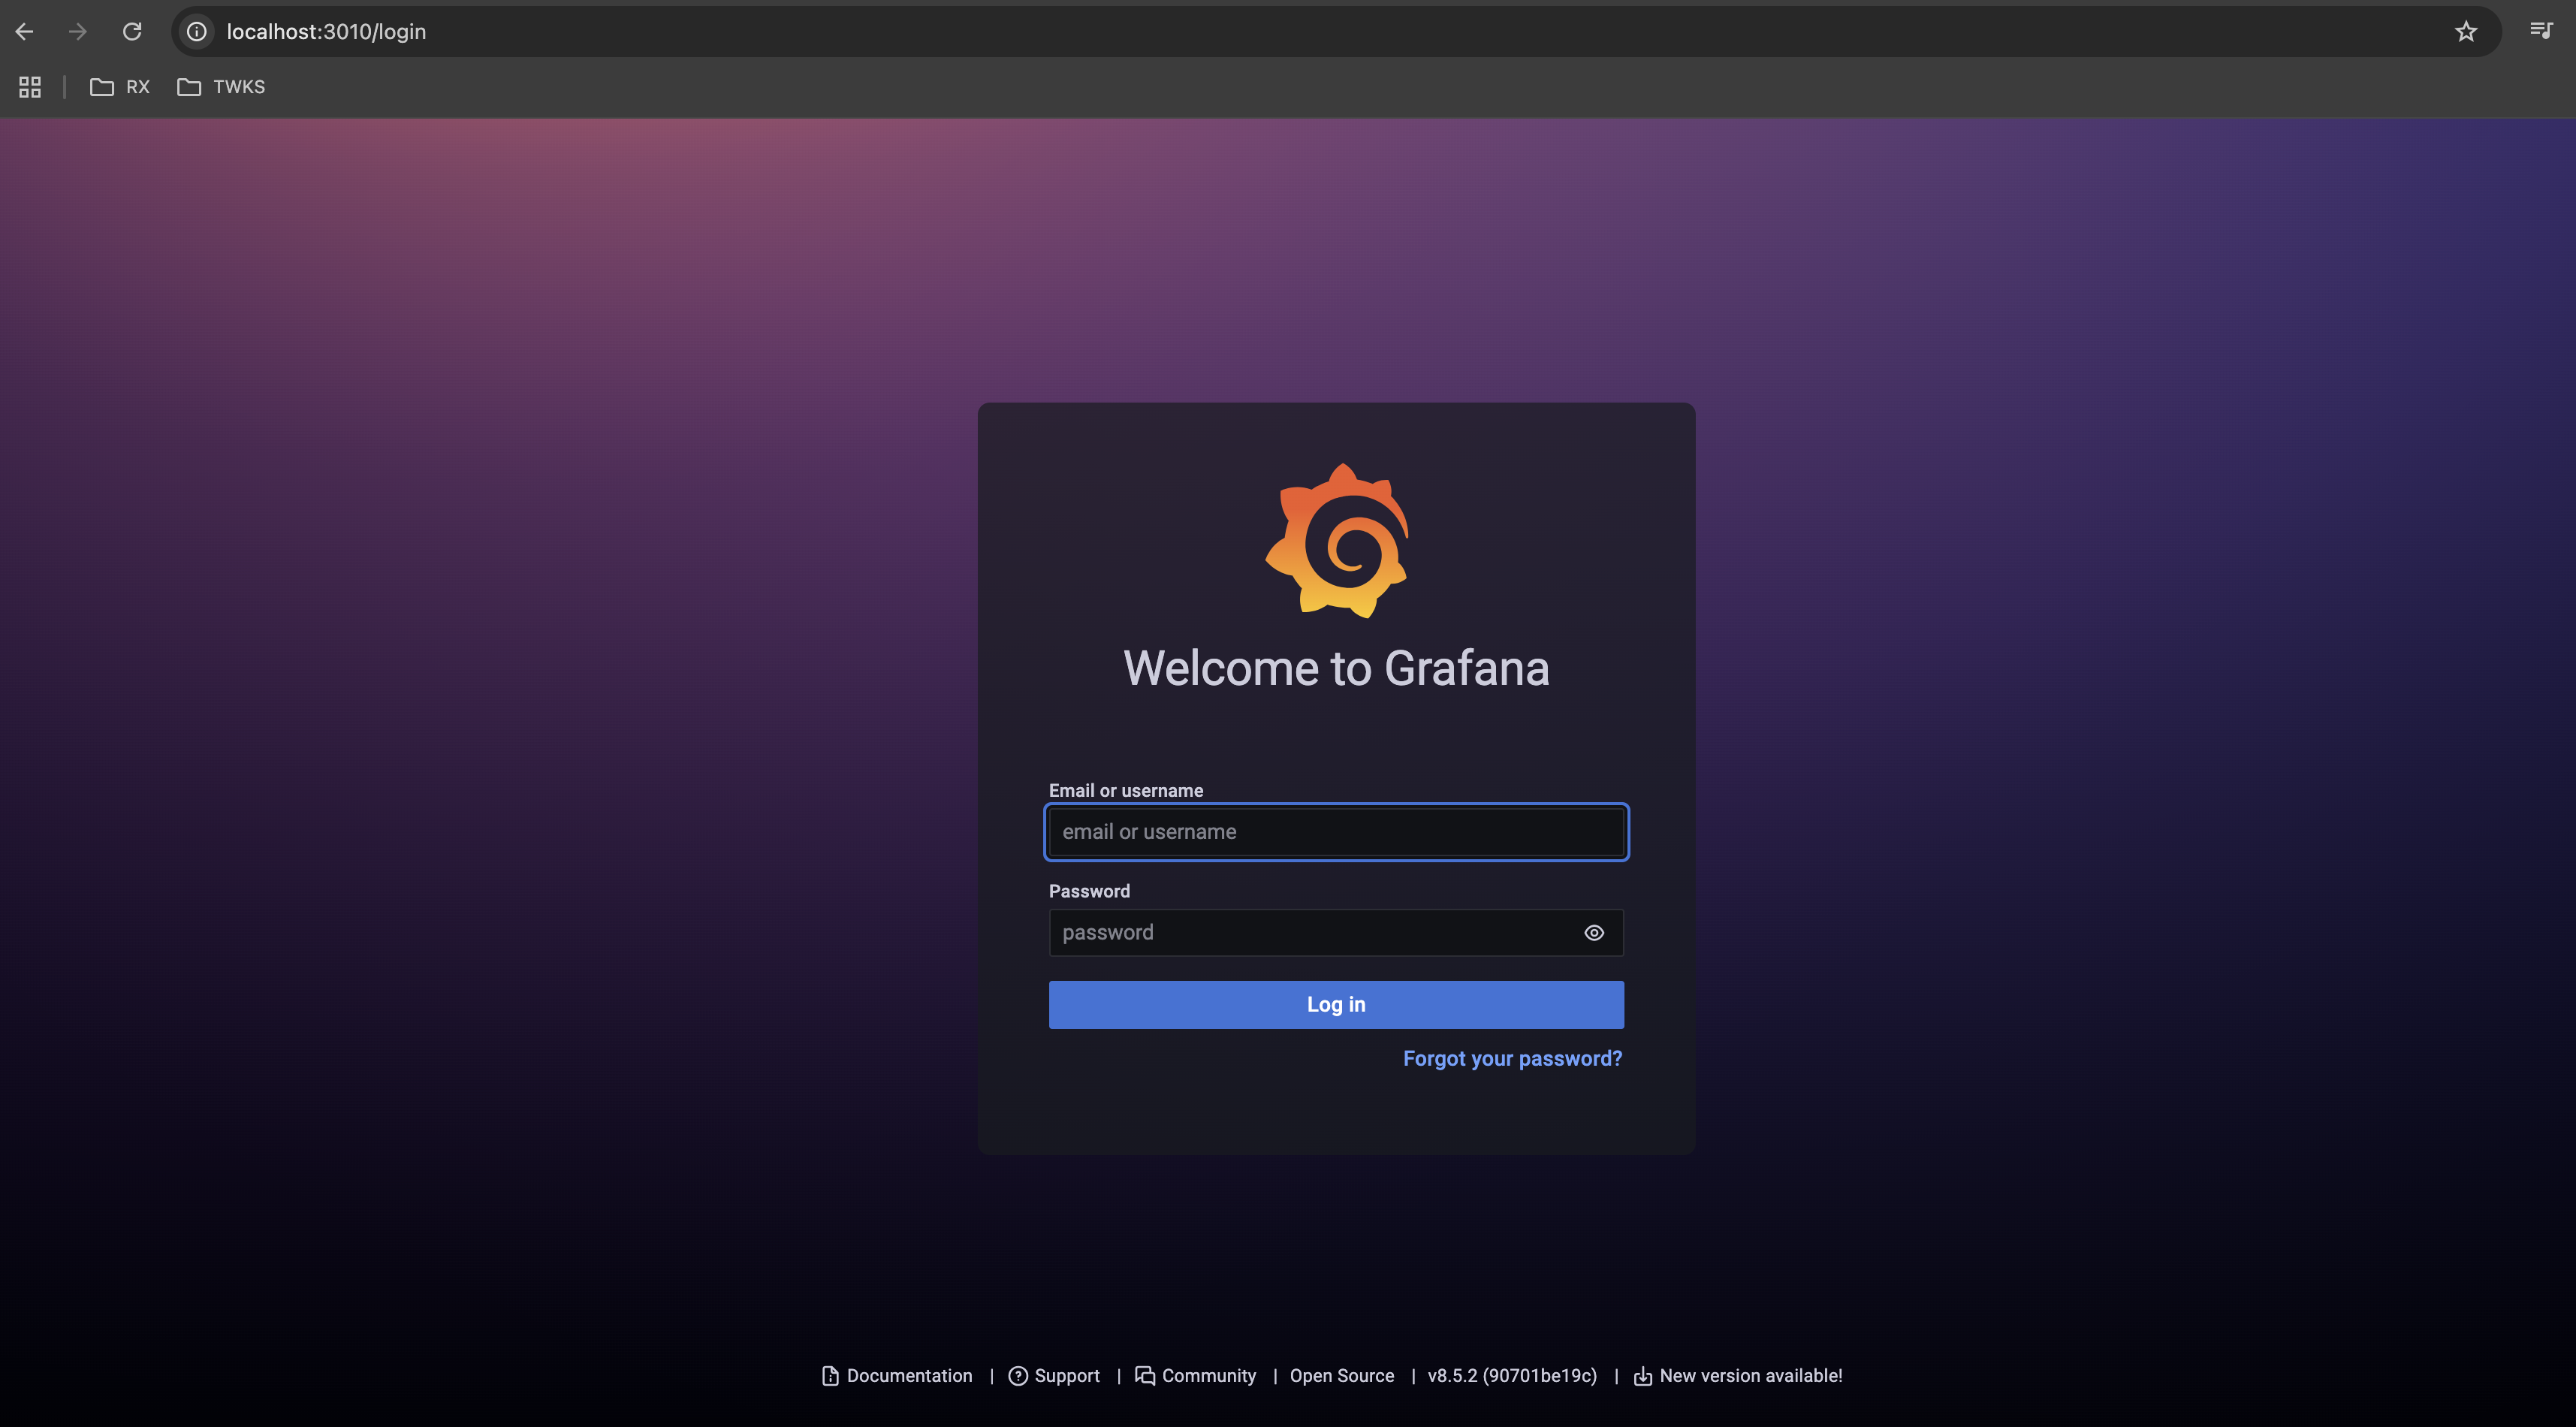 localhost:3010/login
RX TWKS
Welcome to Grafana
Email or username
email or username
Password
password
Log in
Forgot your password?
Documentation | Support | Community | Open Source | v8.5.2 (90701be19c) | New version available!